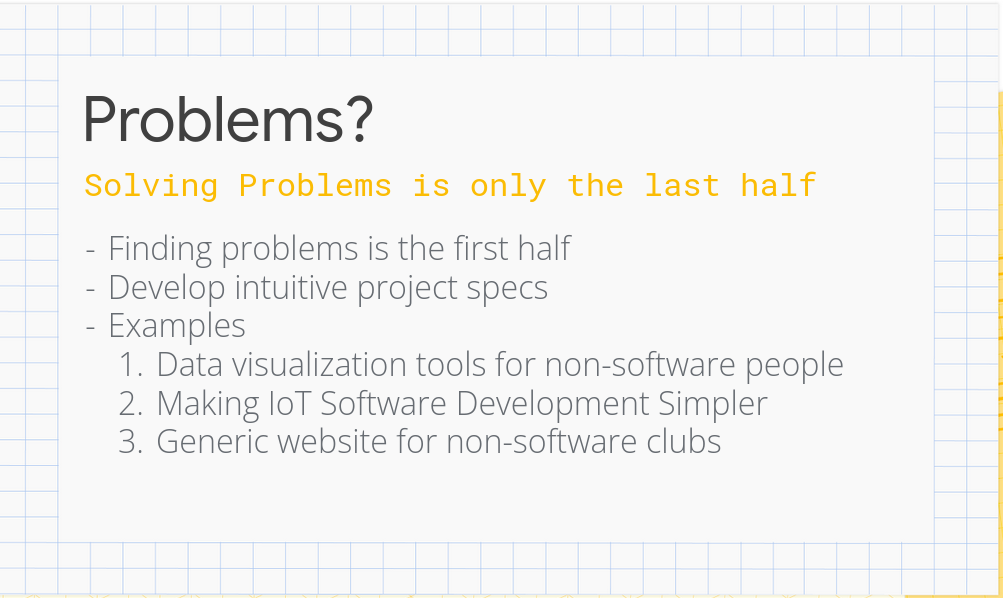 Problems?
Solving Problems is only the last half
- Finding problems is the first half
- Develop intuitive project specs
- Examples
1. Data visualization tools for non-software people
2. Making IoT Software Development Simpler
3. Generic website for non-software clubs